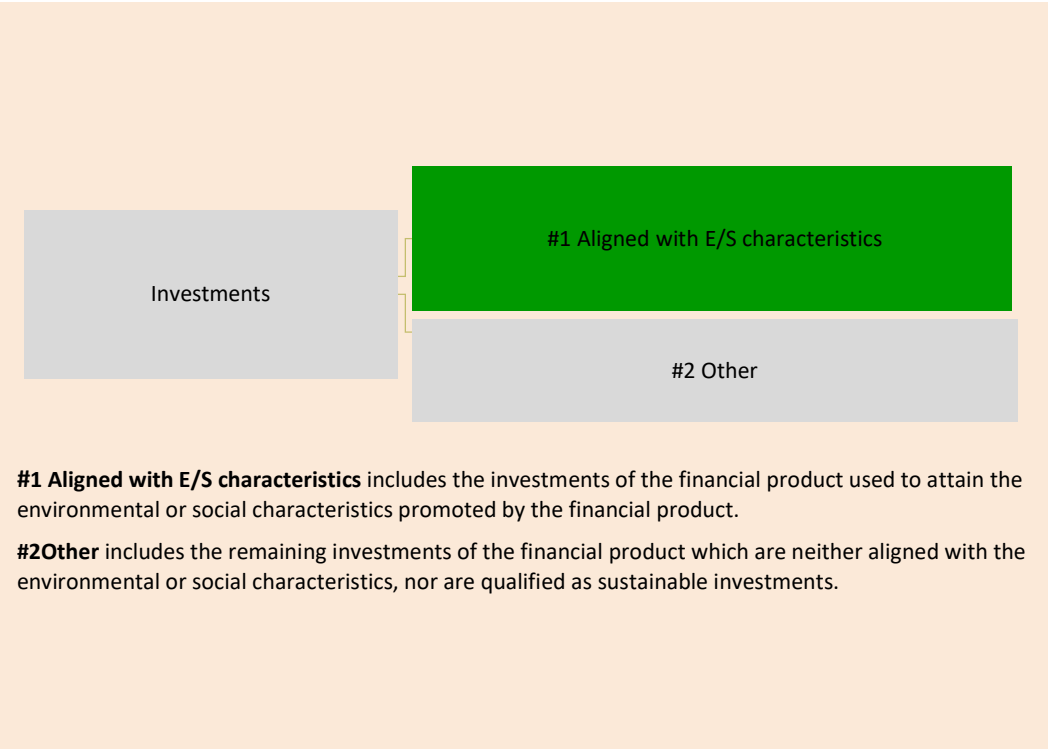 #1 Aligned with E/S characteristics
Investments
#2 Other
#1 Aligned with E/S characteristics includes the investments of the financial product used to attain the
environmental or social characteristics promoted by the financial product.
#2Other includes the remaining investments of the financial product which are neither aligned with the
environmental or social characteristics, nor are qualified as sustainable investments.